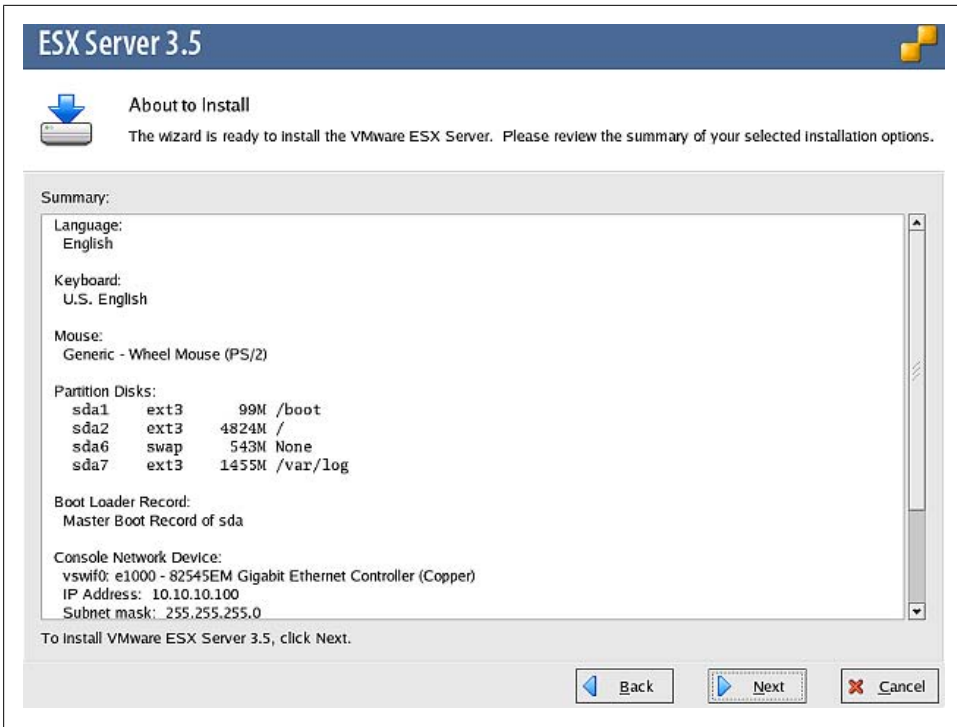 ESX Server 3.5
About to Install
The wizard is ready to install the VMware ESX Server. Please review the summary of your selected installation options.
Summary:
Language:
English
Keyboard:
U.S. English
Mouse:
Generic - Wheel Mouse (PS/2)
Partition Disks:
sda1 ext3 99M /boot
sda2 ext3 4824M /
sda6 swap 543M None
sda7 ext3 1455M /var/log
Boot Loader Record:
Master Boot Record of sda
Console Network Device:
vswif0: e1000 - 82545EM Gigabit Ethernet Controller (Copper)
IP Address: 10.10.10.100
Subnet mask: 255.255.255.0
To install VMware ESX Server 3.5, click Next.
Back
Next
Cancel